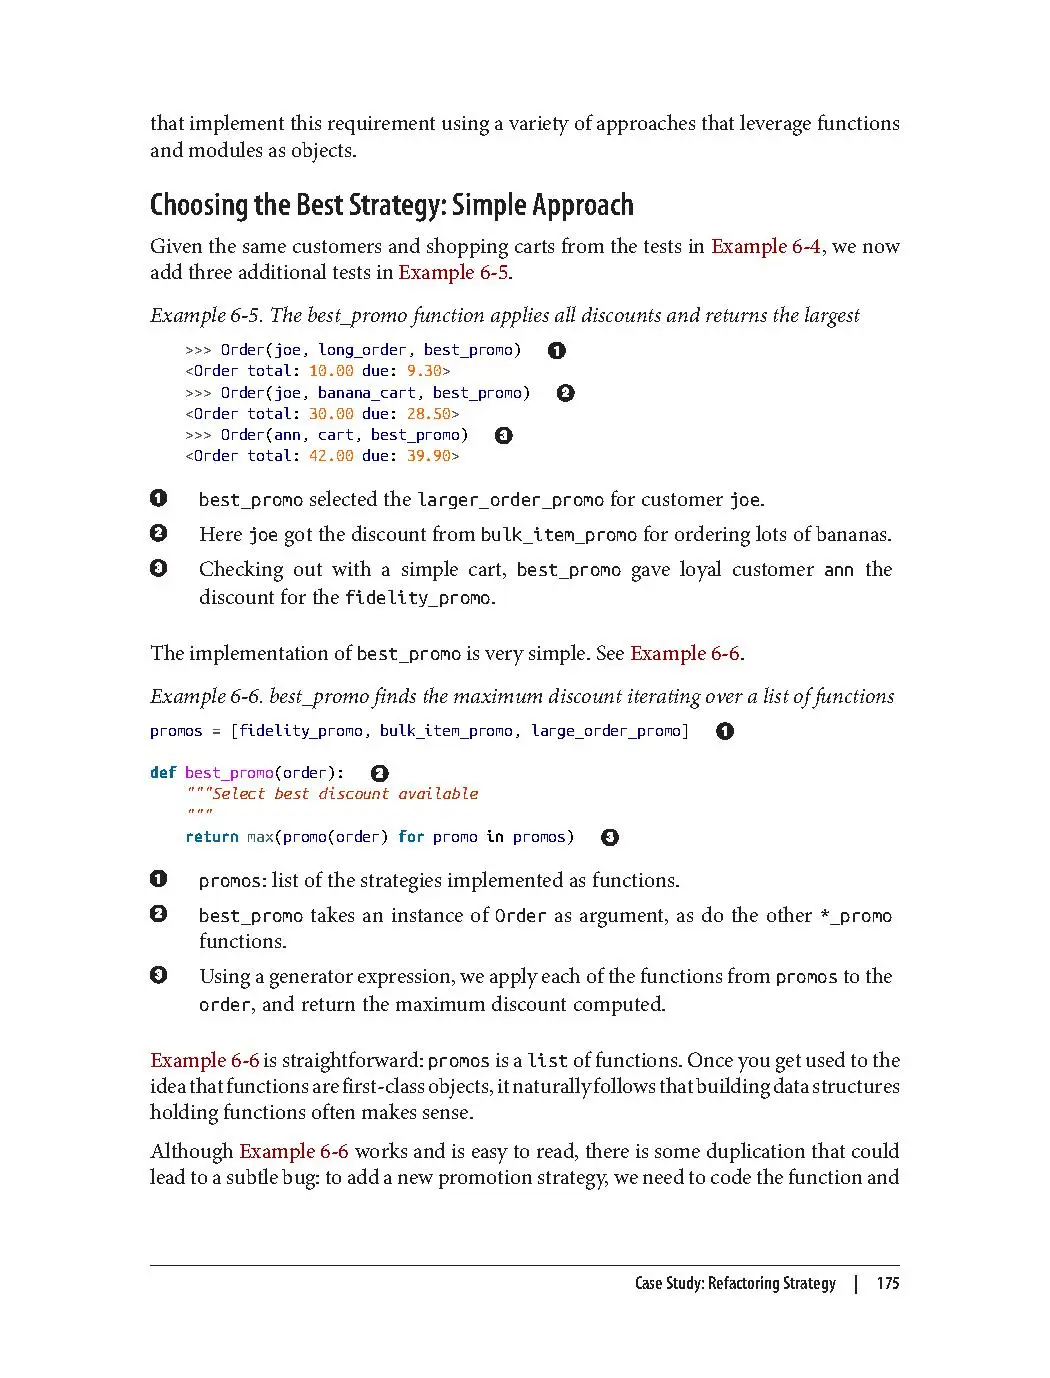 that implement this requirement using a variety of approaches that leverage functions
and modules as objects.
Choosing the Best Strategy: Simple Approach
Given the same customers and shopping carts from the tests in Example 6-4, we now
add three additional tests in Example 6-5.
Example 6-5. The best_promo function applies all discounts and returns the largest
>>> Order(joe, long_order, best_promo) ❶
<Order total: 10.00 due: 9.30>
>>> Order(joe, banana_cart, best_promo) ❷
<Order total: 30.00 due: 28.50>
>>> Order(ann, cart, best_promo) ❸
<Order total: 42.00 due: 39.90>
❶ best_promo selected the larger_order_promo for customer joe.
❷ Here joe got the discount from bulk_item_promo for ordering lots of bananas.
❸ Checking out with a simple cart, best_promo gave loyal customer ann the
discount for the fidelity_promo.
The implementation of best_promo is very simple. See Example 6-6.
Example 6-6. best_promo finds the maximum discount iterating over a list of functions
promos = [fidelity_promo, bulk_item_promo, large_order_promo] ❶
def best_promo(order): ❷
"""Select best discount available
"""
return max(promo(order) for promo in promos) ❸
❶ promos: list of the strategies implemented as functions.
❷ best_promo takes an instance of Order as argument, as do the other *_promo
functions.
❸ Using a generator expression, we apply each of the functions from promos to the
order, and return the maximum discount computed.
Example 6-6 is straightforward: promos is a list of functions. Once you get used to the
idea that functions are first-class objects, it naturally follows that building data structures
holding functions often makes sense.
Although Example 6-6 works and is easy to read, there is some duplication that could
lead to a subtle bug: to add a new promotion strategy, we need to code the function and
Case Study: Refactoring Strategy | 175